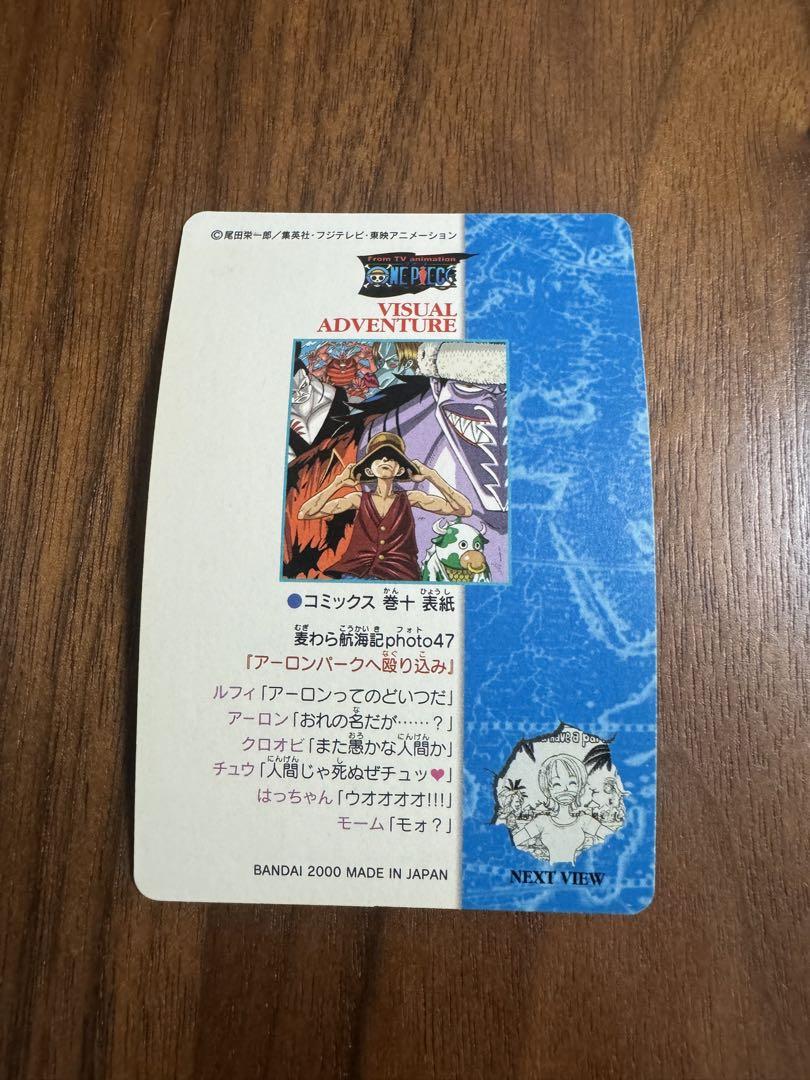 ©尾田栄一郎／集英社・フジテレビ・東映アニメーション
From TV animation
ONE PIECE
VISUAL
ADVENTURE
●コミックス 巻十 表紙
麦わら航海記photo47
『アーロンパークへ殴り込み』
ルフィ「アーロンってのどいつだ」
アーロン「おれの名だが……？」
クロオビ「また愚かな人間か」
チュウ「人間じゃ死ぬぜチュッ♥」
はっちゃん「ウオオオオ!!!」
モーム「モォ？」
BANDAI 2000 MADE IN JAPAN
have a pa
NEXT VIEW